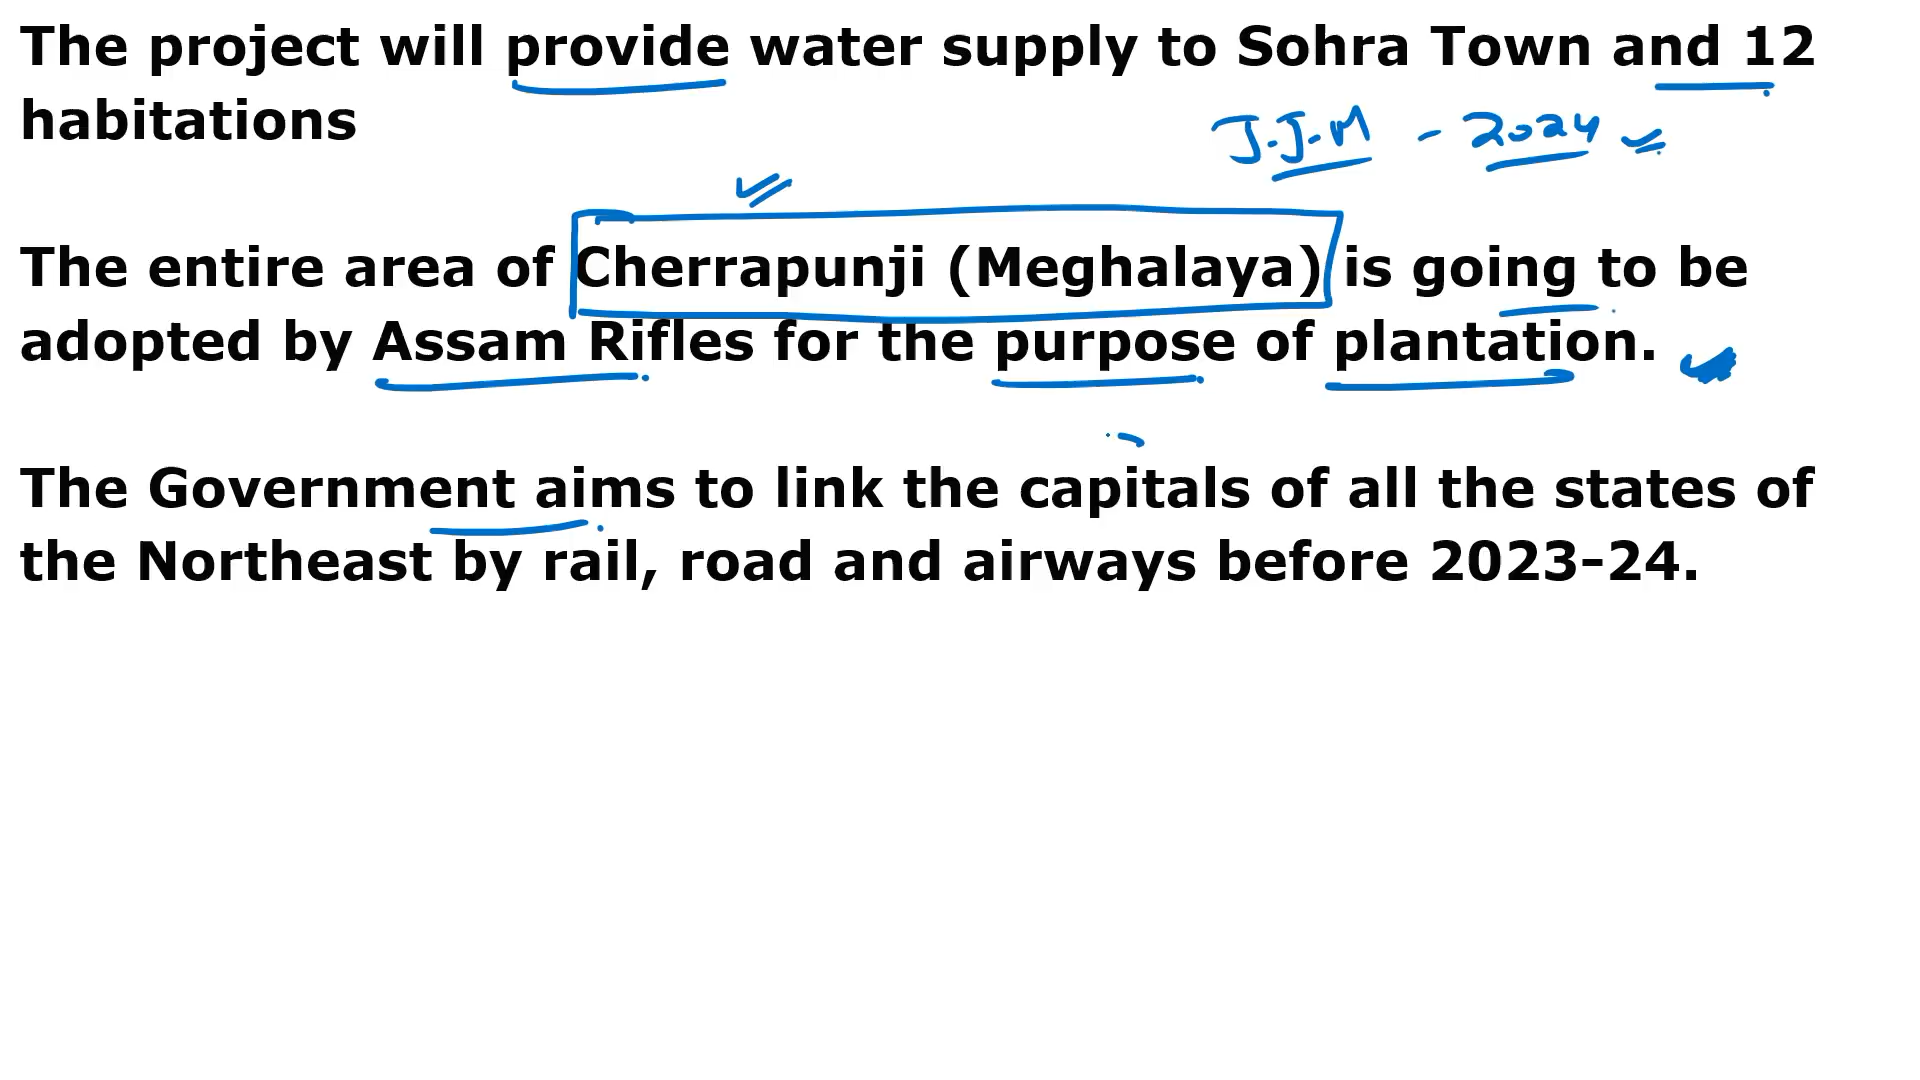 The project will provide water supply to Sohra Town and 12
habitations
J.J.M - 2024
The entire area of Cherrapunji (Meghalaya) is going to be
adopted by Assam Rifles for the purpose of plantation.
The Government aims to link the capitals of all the states of
the Northeast by rail, road and airways before 2023-24.